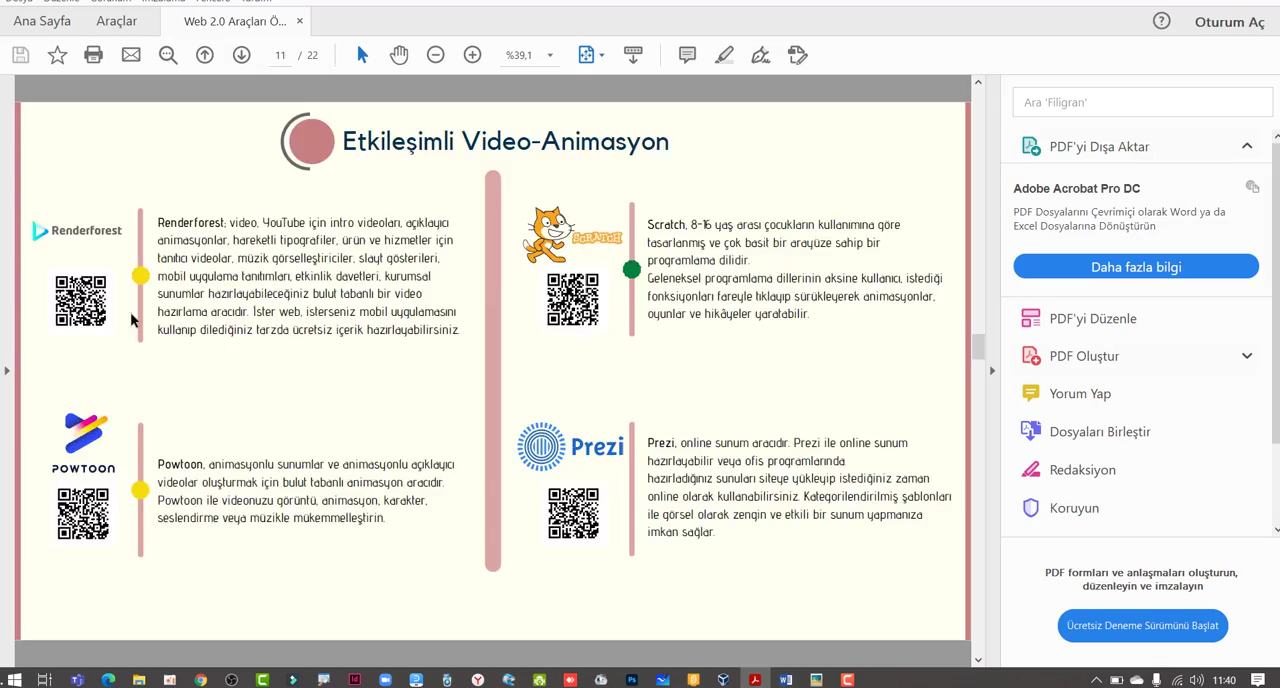 Ana Sayfa
Araçlar
Web 2.0 Araçları Ö...
×
?
Oturum Aç
11 / 22
%39,1
Etkileşimli Video-Animasyon
Renderforest
Renderforest; video, YouTube için intro videoları, açıklayıcı
animasyonlar, hareketli tipografiler, ürün ve hizmetler için
tanıtıcı videolar, müzik görselleştiriciler, slayt gösterileri,
mobil uygulama tanıtımları, etkinlik davetleri, kurumsal
sunumlar hazırlayabileceğiniz bulut tabanlı bir video
hazırlama aracıdır. İster web, isterseniz mobil uygulamasını
kullanıp dilediğiniz tarzda ücretsiz içerik hazırlayabilirsiniz.
SCRATCH
Scratch, 8-16 yaş arası çocukların kullanımına göre
tasarlanmış ve çok basit bir arayüze sahip bir
programlama dilidir.
Geleneksel programlama dillerinin aksine kullanıcı, istediği
fonksiyonları fareyle tıklayıp sürükleyerek animasyonlar,
oyunlar ve hikâyeler yaratabilir.
POWTOON
Powtoon, animasyonlu sunumlar ve animasyonlu açıklayıcı
videolar oluşturmak için bulut tabanlı animasyon aracıdır.
Powtoon ile videonuzu görüntü, animasyon, karakter,
seslendirme veya müzikle mükemmelleştirin.
Prezi
Prezi, online sunum aracıdır. Prezi ile online sunum
hazırlayabilir veya ofis programlarında
hazırladığınız sunuları siteye yükleyip istediğiniz zaman
online olarak kullanabilirsiniz. Kategorilendirilmiş şablonları
ile görsel olarak zengin ve etkili bir sunum yapmanıza
imkan sağlar.
Ara 'Filigran'
PDF'yi Dışa Aktar
Adobe Acrobat Pro DC
PDF Dosyalarını Çevrimiçi olarak Word ya da
Excel Dosyalarına Dönüştürün
Daha fazla bilgi
PDF'yi Düzenle
PDF Oluştur
Yorum Yap
Dosyaları Birleştir
Redaksiyon
Koruyun
PDF formları ve anlaşmaları oluşturun,
düzenleyin ve imzalayın
Ücretsiz Deneme Sürümünü Başlat
11:40